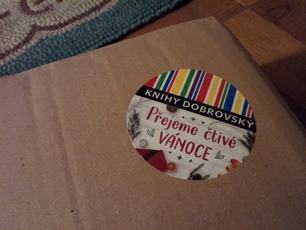 KNIHY DOBROVSKÝ
Přejeme čtivé
VÁNOCE